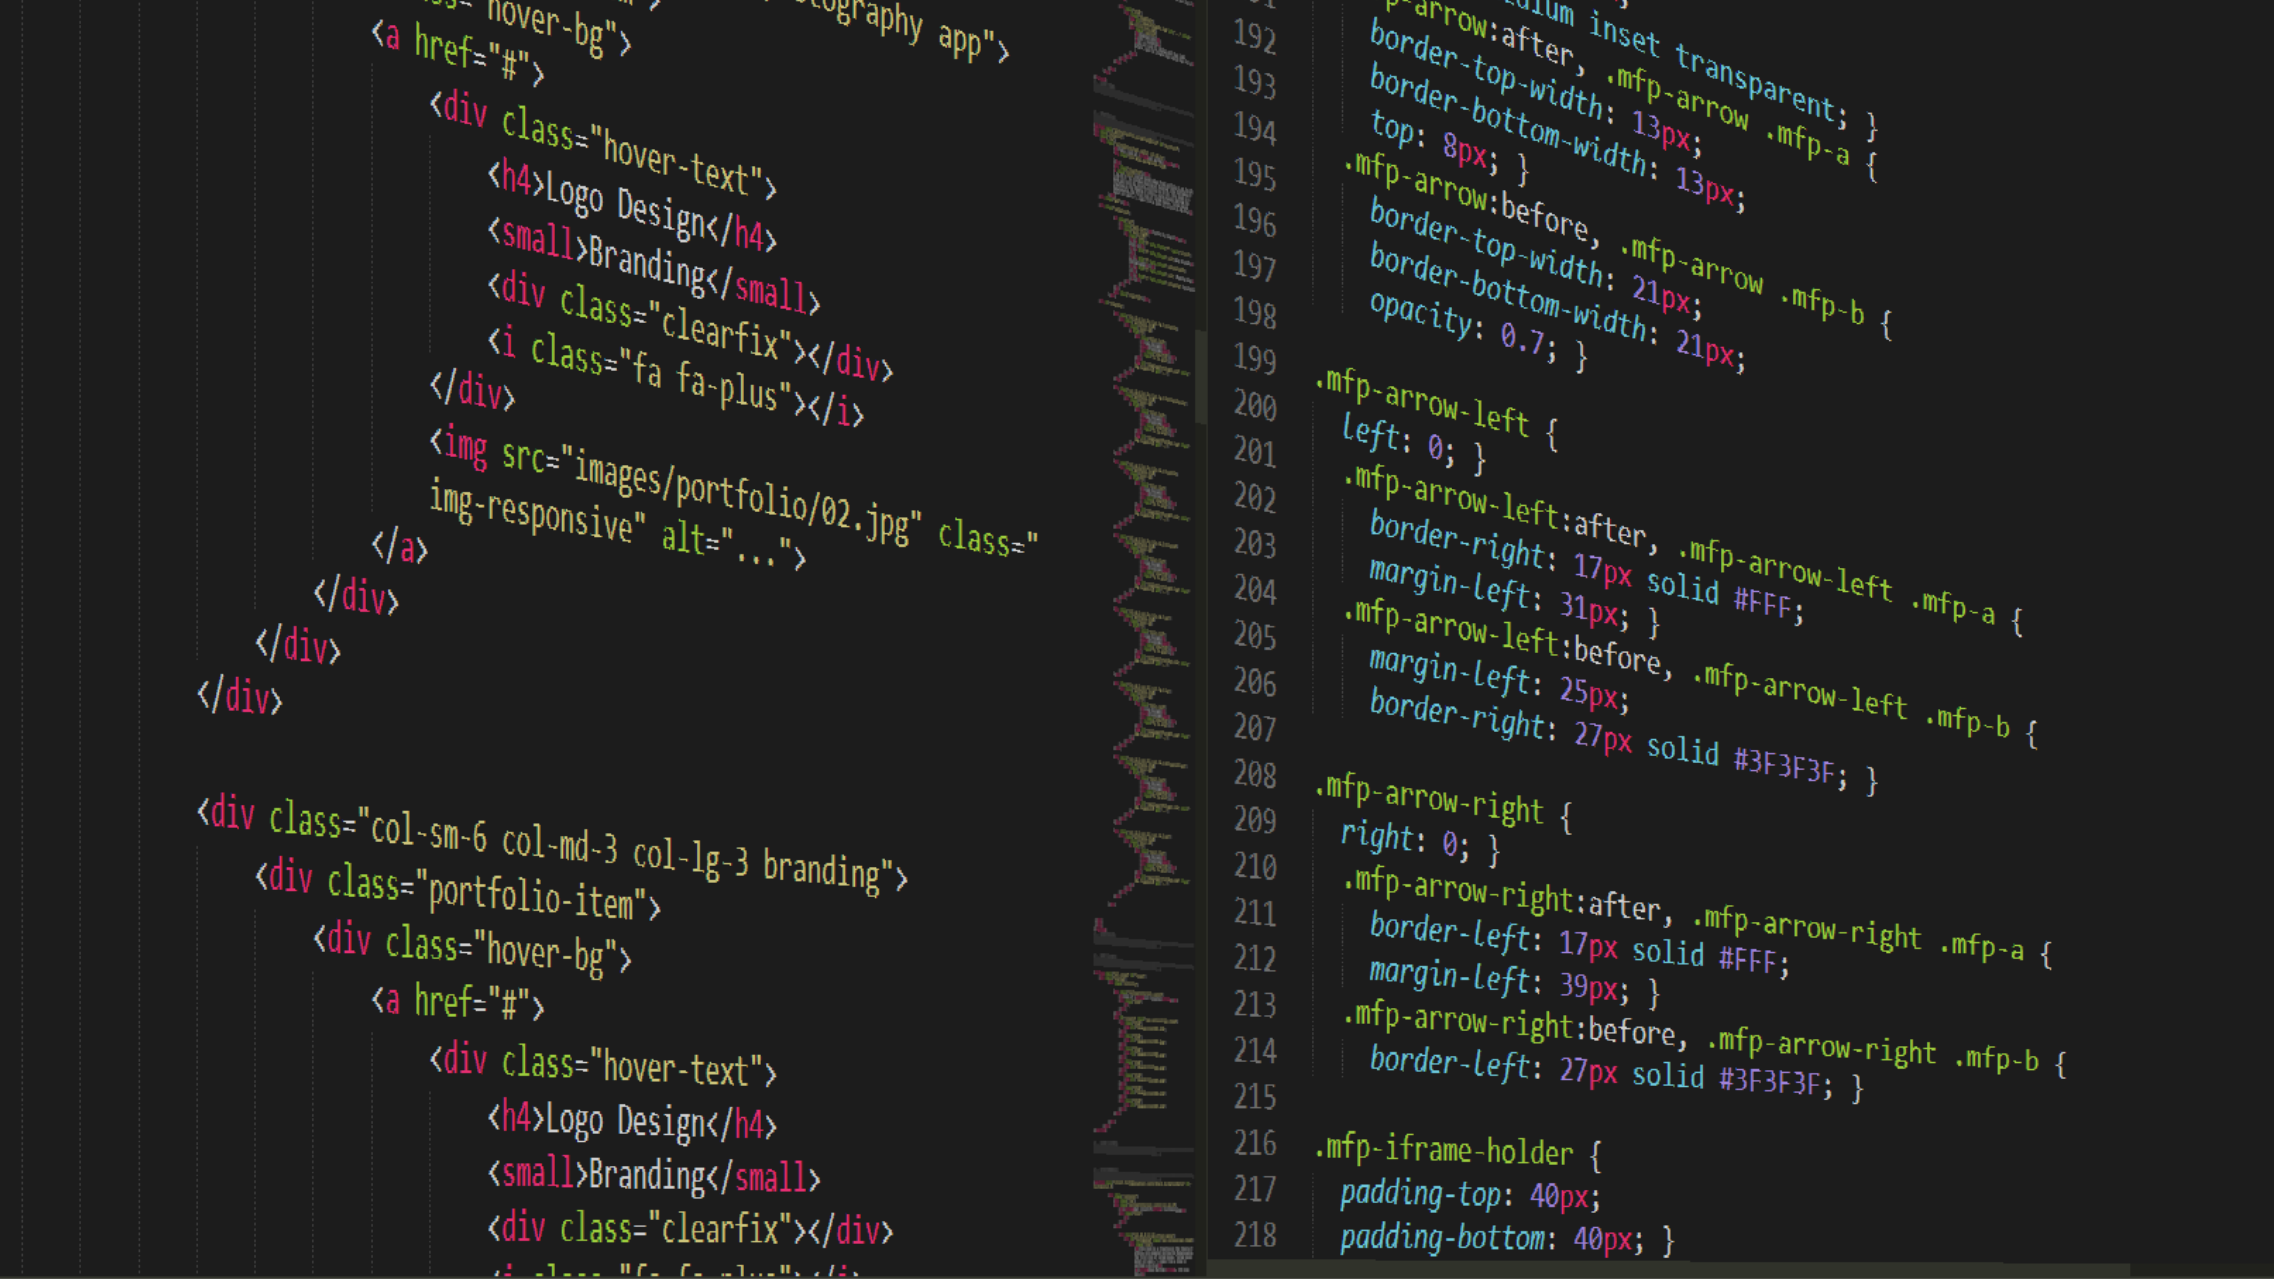 hover-bg">
tography app">
<a href="#">
<div class="hover-text">
<h4>Logo Design</h4>
<small>Branding</small>
<div class="clearfix"></div>
<i class="fa fa-plus"></i>
</div>
<img src="images/portfolio/02.jpg" class="
img-responsive" alt="...">
</a>
</div>
</div>
</div>
<div class="col-sm-6 col-md-3 col-lg-3 branding">
<div class="portfolio-item">
<div class="hover-bg">
<a href="#">
<div class="hover-text">
<h4>Logo Design</h4>
<small>Branding</small>
<div class="clearfix"></div>
<i class="fa fa-plus"></i>
inset transparent; }
192 -arrow:after, .mfp-arrow .mfp-a {
193 border-top-width: 13px;
194 border-bottom-width: 13px;
195 top: 8px; }
196 .mfp-arrow:before, .mfp-arrow .mfp-b {
197 border-top-width: 21px;
198 border-bottom-width: 21px;
199 opacity: 0.7; }
200 .mfp-arrow-left {
201 left: 0; }
202 .mfp-arrow-left:after, .mfp-arrow-left .mfp-a {
203 border-right: 17px solid #FFF;
204 margin-left: 31px; }
205 .mfp-arrow-left:before, .mfp-arrow-left .mfp-b {
206 margin-left: 25px;
207 border-right: 27px solid #3F3F3F; }
208
209 .mfp-arrow-right {
210 right: 0; }
211 .mfp-arrow-right:after, .mfp-arrow-right .mfp-a {
212 border-left: 17px solid #FFF;
213 margin-left: 39px; }
214 .mfp-arrow-right:before, .mfp-arrow-right .mfp-b {
215 border-left: 27px solid #3F3F3F; }
216 .mfp-iframe-holder {
217 padding-top: 40px;
218 padding-bottom: 40px; }